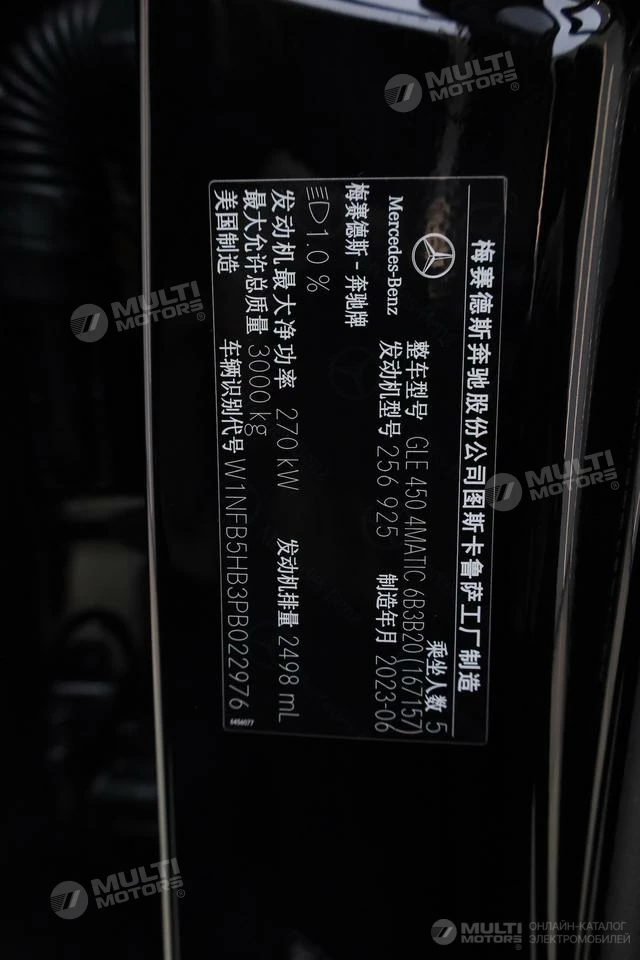 梅赛德斯奔驰股份公司图斯卡鲁萨工厂制造
Mercedes-Benz
梅赛德斯-奔驰牌
整车型号 GLE 450 4MATIC 6B3B20(167157)
乘坐人数 5
发动机型号 256 925
制造年月 2023-06
1.0 %
发动机最大净功率 270 kW
发动机排量 2498 mL
最大允许总质量 3000 kg
美国制造
车辆识别代号 W1NFB5HB3PB022976
6456077
MULTI
MOTORS®
MULTI
MOTORS®
MULTI
MOTORS®
MULTI
MOTORS®
MULTI
MOTORS®
ОНЛАЙН-КАТАЛОГ
ЭЛЕКТРОМОБИЛЕЙ